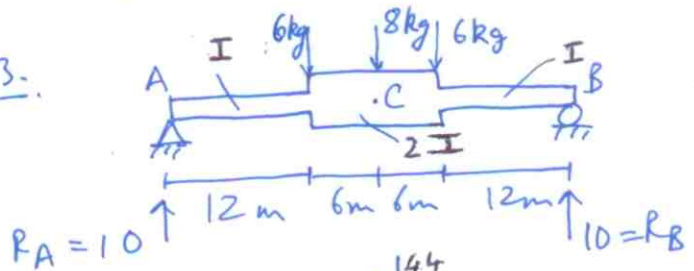 3.
6kg 8kg 6kg
I I
A B
.C
2I
12m 6m 6m 12m
RA = 10 10 = RB
144